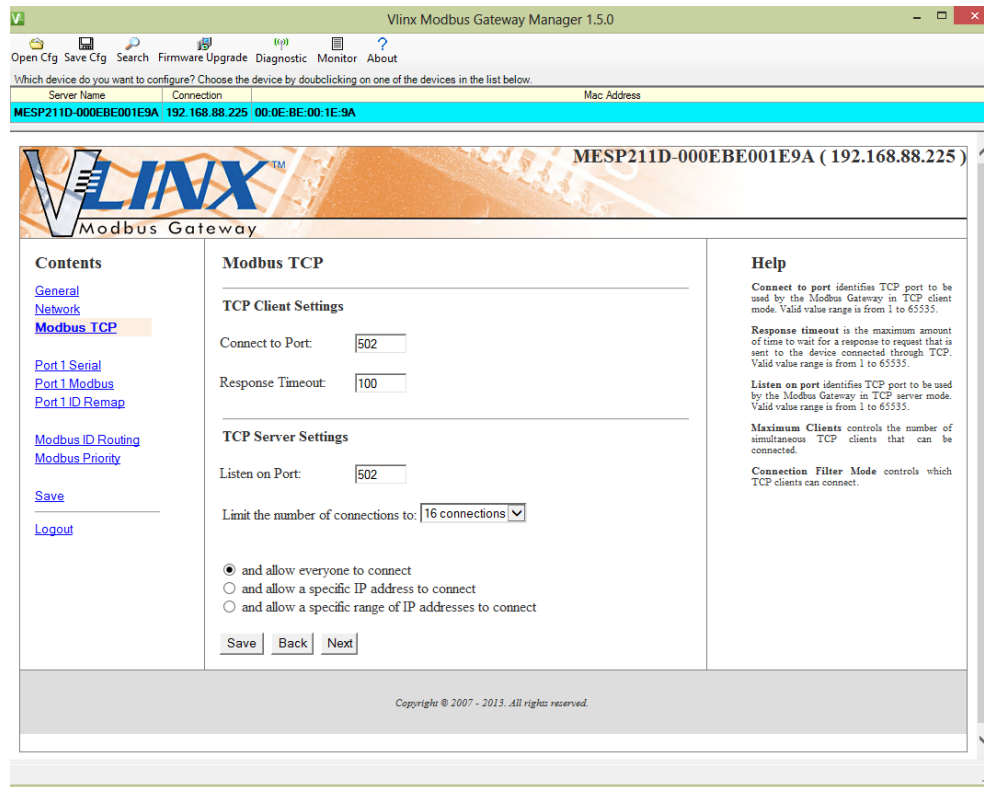 Vlinx Modbus Gateway Manager 1.5.0
Open Cfg Save Cfg Search Firmware Upgrade Diagnostic Monitor About
Which device do you want to configure? Choose the device by doubclicking on one of the devices in the list below.
Server Name Connection Mac Address
MESP211D-000EBE001E9A 192.168.88.225 00:0E:BE:00:1E:9A
MESP211D-000EBE001E9A ( 192.168.88.225 )
VLINX TM
Modbus Gateway
Contents
General
Network
Modbus TCP
Port 1 Serial
Port 1 Modbus
Port 1 ID Remap
Modbus ID Routing
Modbus Priority
Save
Logout
Modbus TCP
TCP Client Settings
Connect to Port: 502
Response Timeout: 100
TCP Server Settings
Listen on Port: 502
Limit the number of connections to: 16 connections
and allow everyone to connect
and allow a specific IP address to connect
and allow a specific range of IP addresses to connect
Save Back Next
Help
Connect to port identifies TCP port to be
used by the Modbus Gateway in TCP client
mode. Valid value range is from 1 to 65535.
Response timeout is the maximum amount
of time to wait for a response to request that is
sent to the device connected through TCP.
Valid value range is from 1 to 65535.
Listen on port identifies TCP port to be used
by the Modbus Gateway in TCP server mode.
Valid value range is from 1 to 65535.
Maximum Clients controls the number of
simultaneous TCP clients that can be
connected.
Connection Filter Mode controls which
TCP clients can connect.
Copyright © 2007 - 2013. All rights reserved.